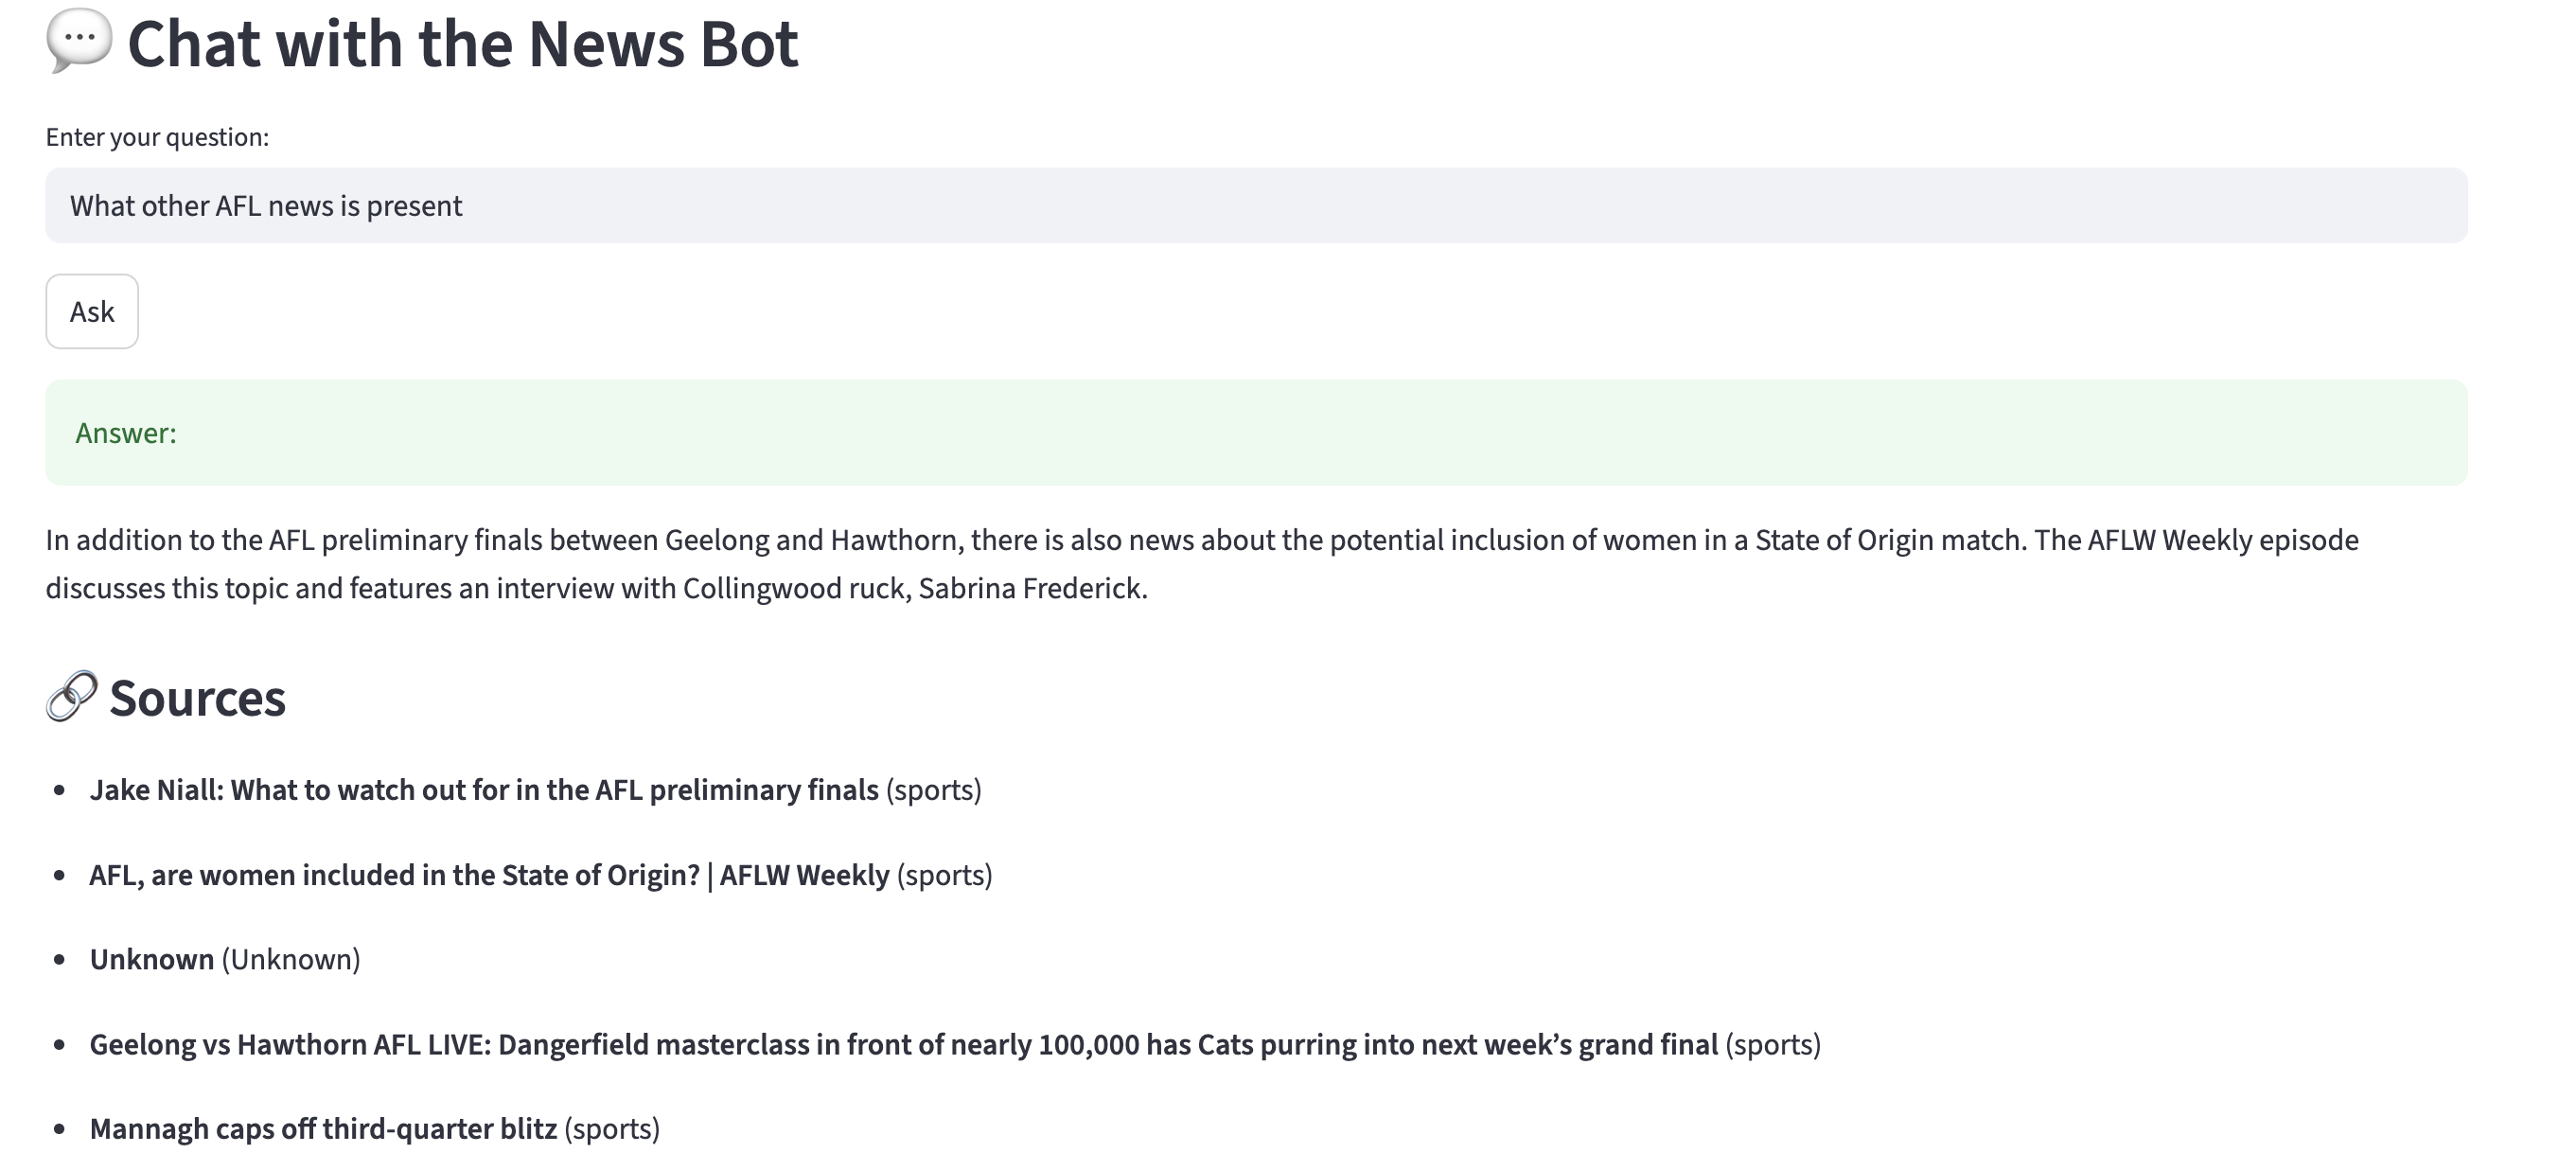 Chat with the News Bot
Enter your question:
What other AFL news is present
Ask
Answer:
In addition to the AFL preliminary finals between Geelong and Hawthorn, there is also news about the potential inclusion of women in a State of Origin match. The AFLW Weekly episode
discusses this topic and features an interview with Collingwood ruck, Sabrina Frederick.
Sources
Jake Niall: What to watch out for in the AFL preliminary finals (sports)
AFL, are women included in the State of Origin? | AFLW Weekly (sports)
Unknown (Unknown)
Geelong vs Hawthorn AFL LIVE: Dangerfield masterclass in front of nearly 100,000 has Cats purring into next week’s grand final (sports)
Mannagh caps off third-quarter blitz (sports)